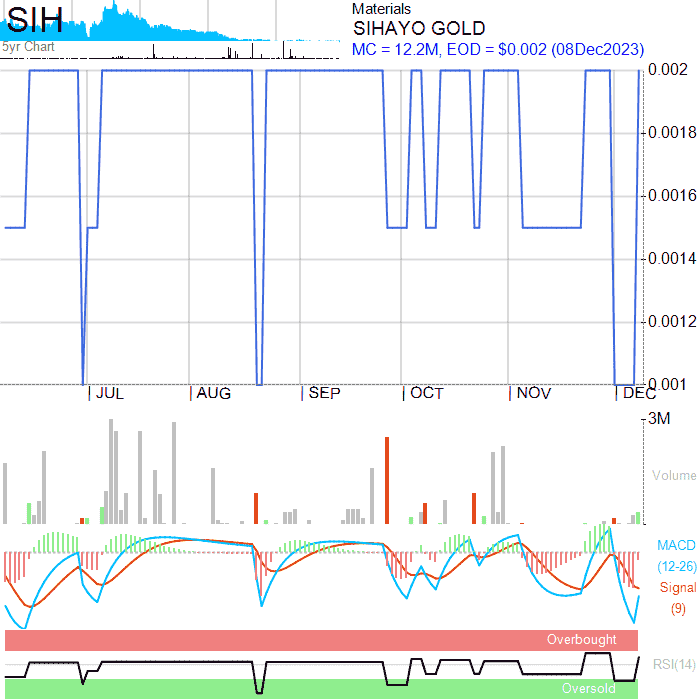 SIH
5yr Chart
Materials
SIHAYO GOLD
MC = 12.2M, EOD = $0.002 (08Dec2023)
0.002
0.0018
0.0016
0.0014
0.0012
0.001
JUL AUG SEP OCT NOV DEC
3M
Volume
MACD
(12-26)
Signal
(9)
Overbought
RSI(14)
Oversold